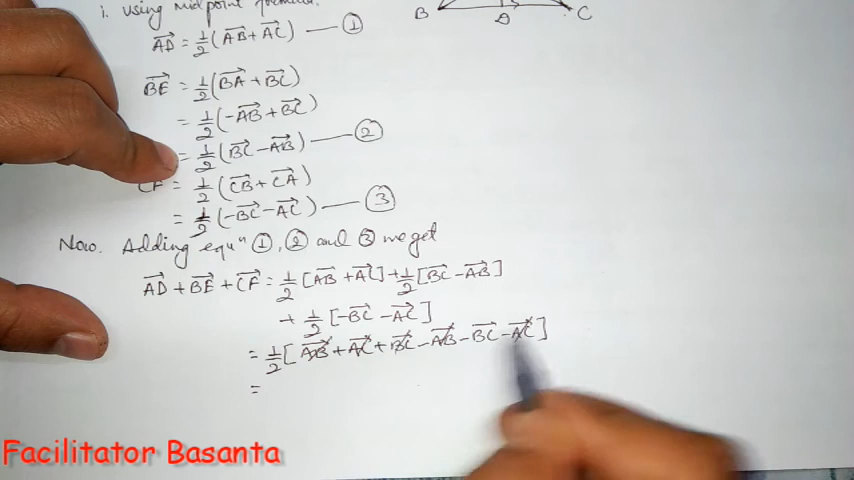 i. Using midpoint formula.
B D C
→AD = 1/2 (→AB + →AC) — ①
→BE = 1/2 (→BA + →BC)
= 1/2 (-→AB + →BC)
= 1/2 (→BC - →AB) — ②
CF = 1/2 (→CB + →CA)
= 1/2 (-→BC - →AC) — ③
Now. Adding equⁿ ①, ② and ③ we get
→AD + →BE + →CF = 1/2 [→AB + →AC] + 1/2 [→BC - →AB]
+ 1/2 [-→BC - →AC]
= 1/2 [→AB + →AC + →BC - →AB - →BC - →AC]
=
Facilitator Basanta